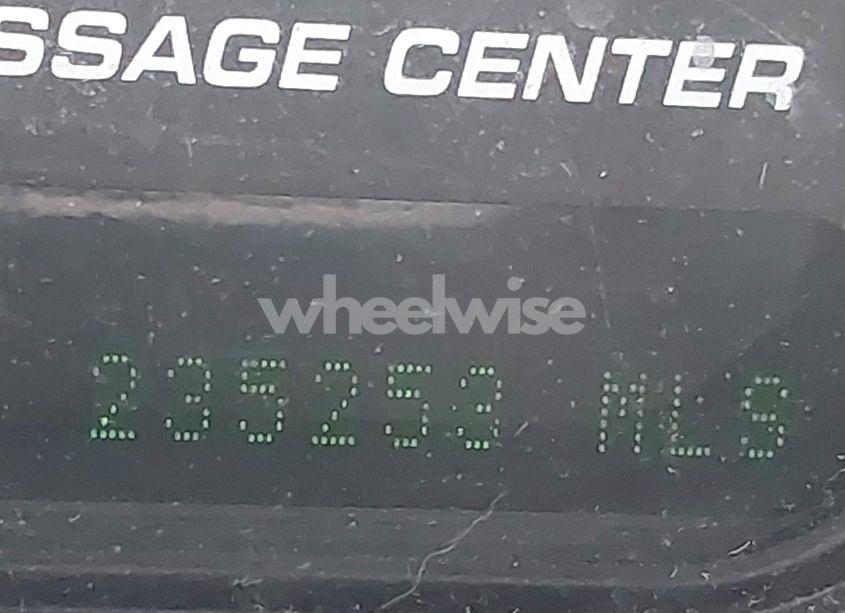 SSAGE CENTER
wheelwise
235253 MLS